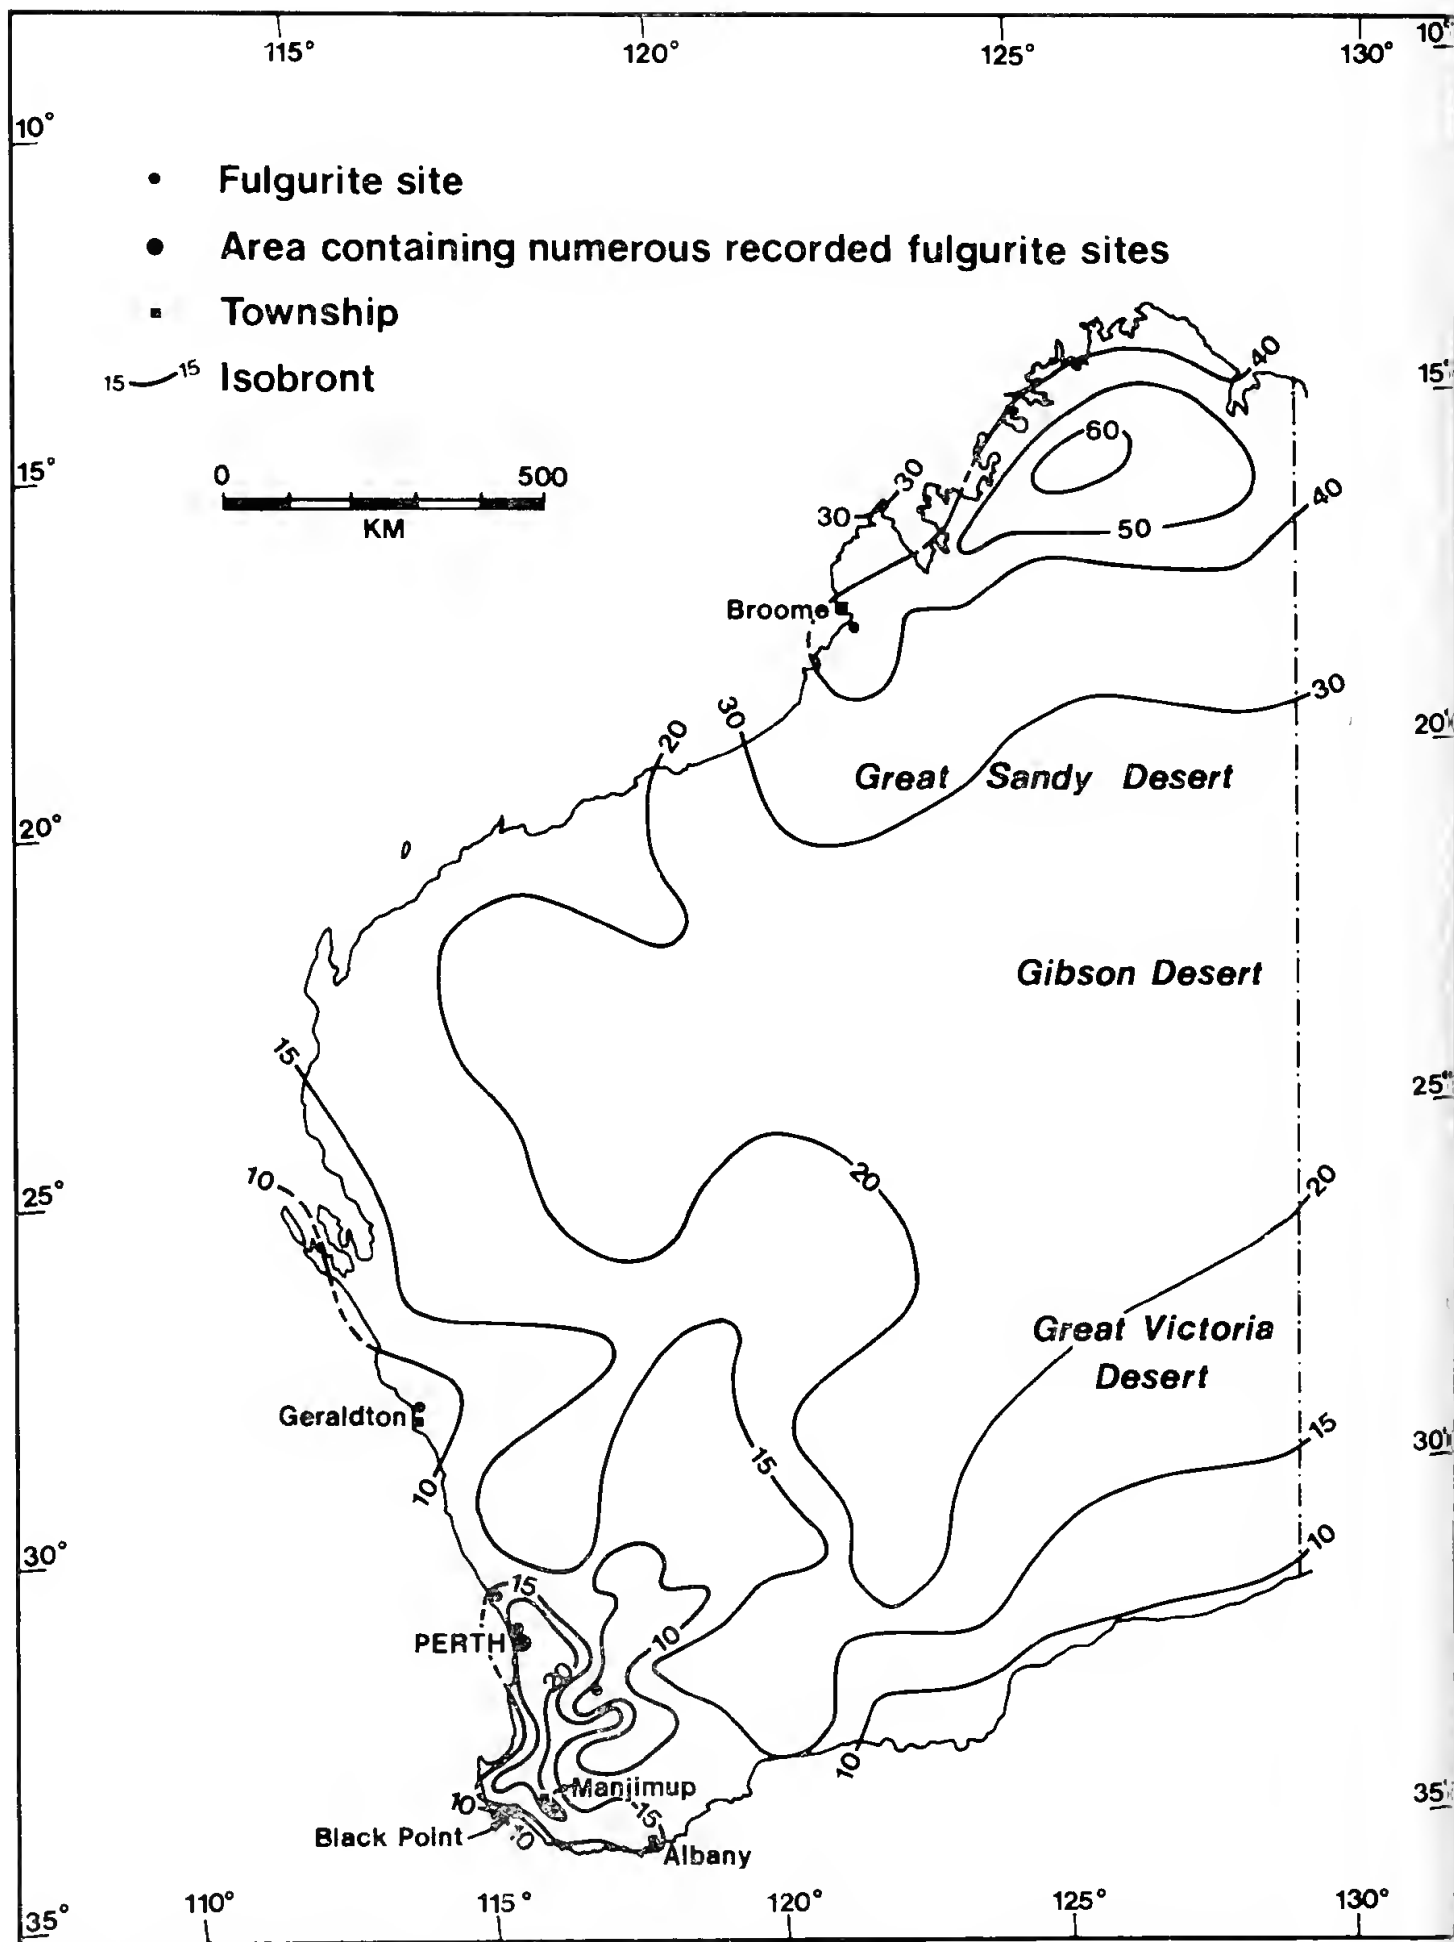 115° 120° 125° 130° 10°
10°
Fulgurite site
Area containing numerous recorded fulgurite sites
Township
15 15 Isobront
40
15°
0 500
KM
15°
60
30
30
40
50
Broome
30
20
30
20°
Great Sandy Desert
20°
Gibson Desert
15
25°
10
25°
20
20
Great Victoria
Desert
Geraldton
15
30°
15
10
10
30°
15
PERTH
10
20
10
Manjimup
10
15
35°
Black Point
Albany
110° 115° 120° 125° 130°
35°